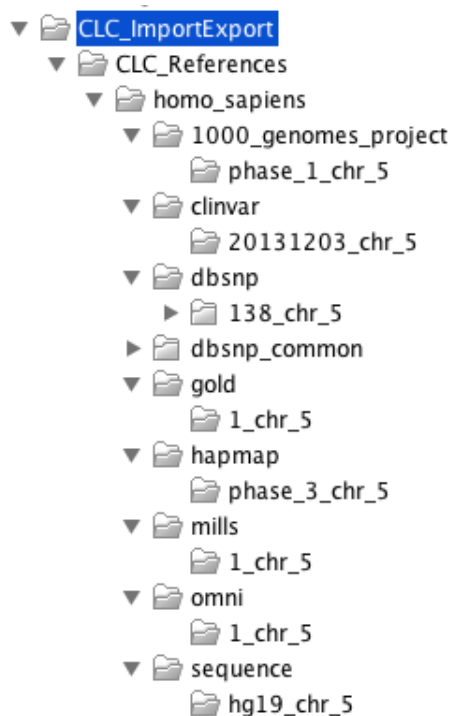 CLC_ImportExport
CLC_References
homo_sapiens
1000_genomes_project
phase_1_chr_5
clinvar
20131203_chr_5
dbsnp
138_chr_5
dbsnp_common
gold
1_chr_5
hapmap
phase_3_chr_5
mills
1_chr_5
omni
1_chr_5
sequence
hg19_chr_5